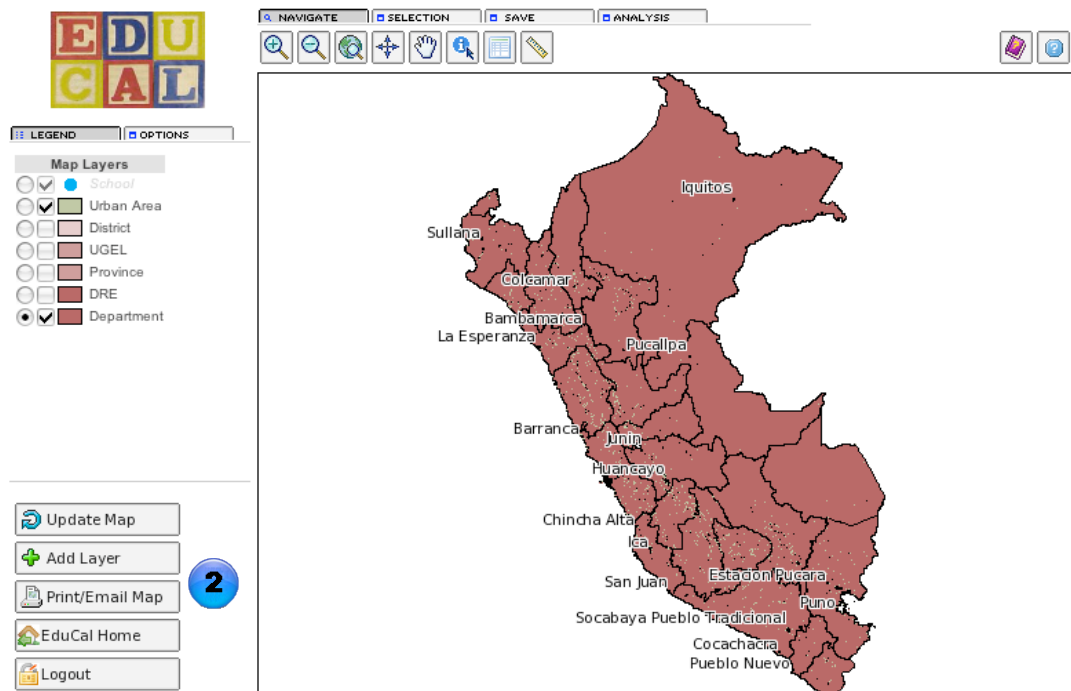 EDU
CAL
NAVIGATE
SELECTION
SAVE
ANALYSIS
LEGEND
OPTIONS
Map Layers
School
Urban Area
District
UGEL
Province
DRE
Department
Update Map
Add Layer
Print/Email Map
EduCal Home
Logout
2
Iquitos
Sullana
Colcamar
Bambamarca
La Esperanza
Pucallpa
Barranca
Junin
Huancayo
Chincha Alta
Ica
Estacion Pucara
San Juan
Puno
Socabaya Pueblo Tradicional
Cocachacra
Pueblo Nuevo